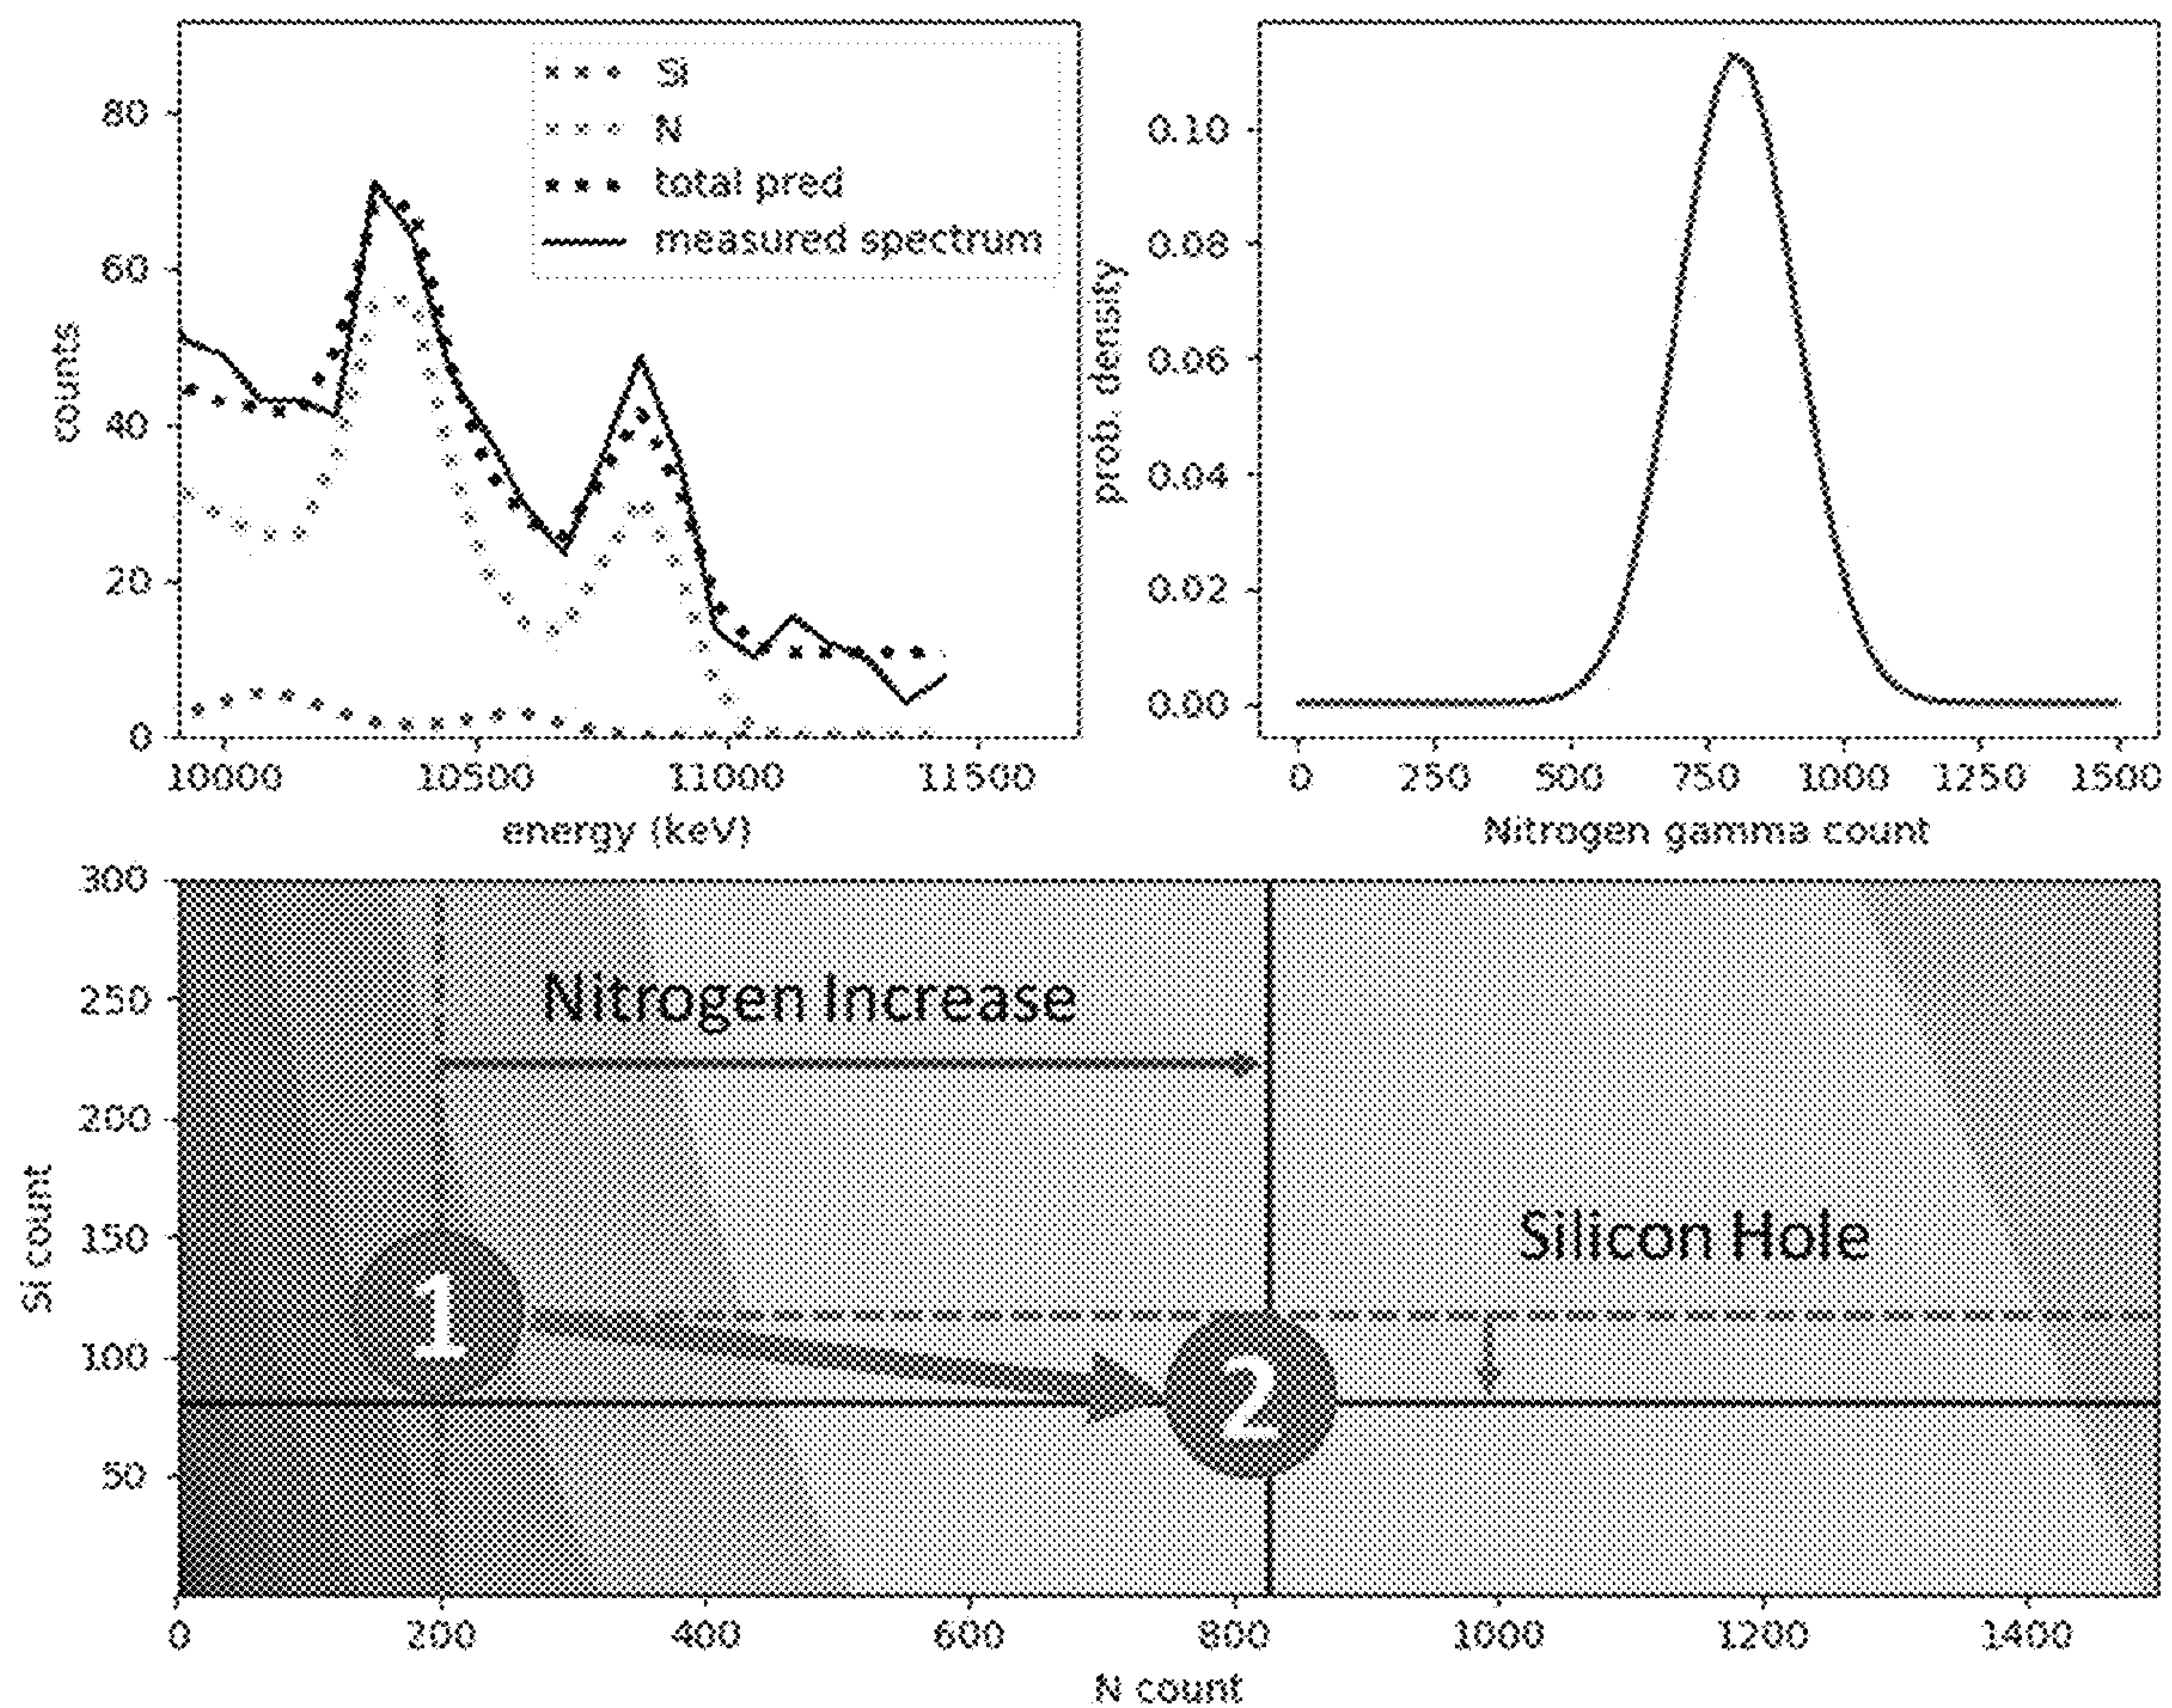 Si
N
total pred
measured spectrum
80
60
40
20
0
counts
10000 10500 11000 11500
energy (keV)
0.10
0.08
0.06
0.04
0.02
0.00
prob. density
0 250 500 750 1000 1250 1500
Nitrogen gamma count
300
250
200
150
100
50
Si count
Nitrogen Increase
Silicon Hole
1
2
0 200 400 600 800 1000 1200 1400
N count